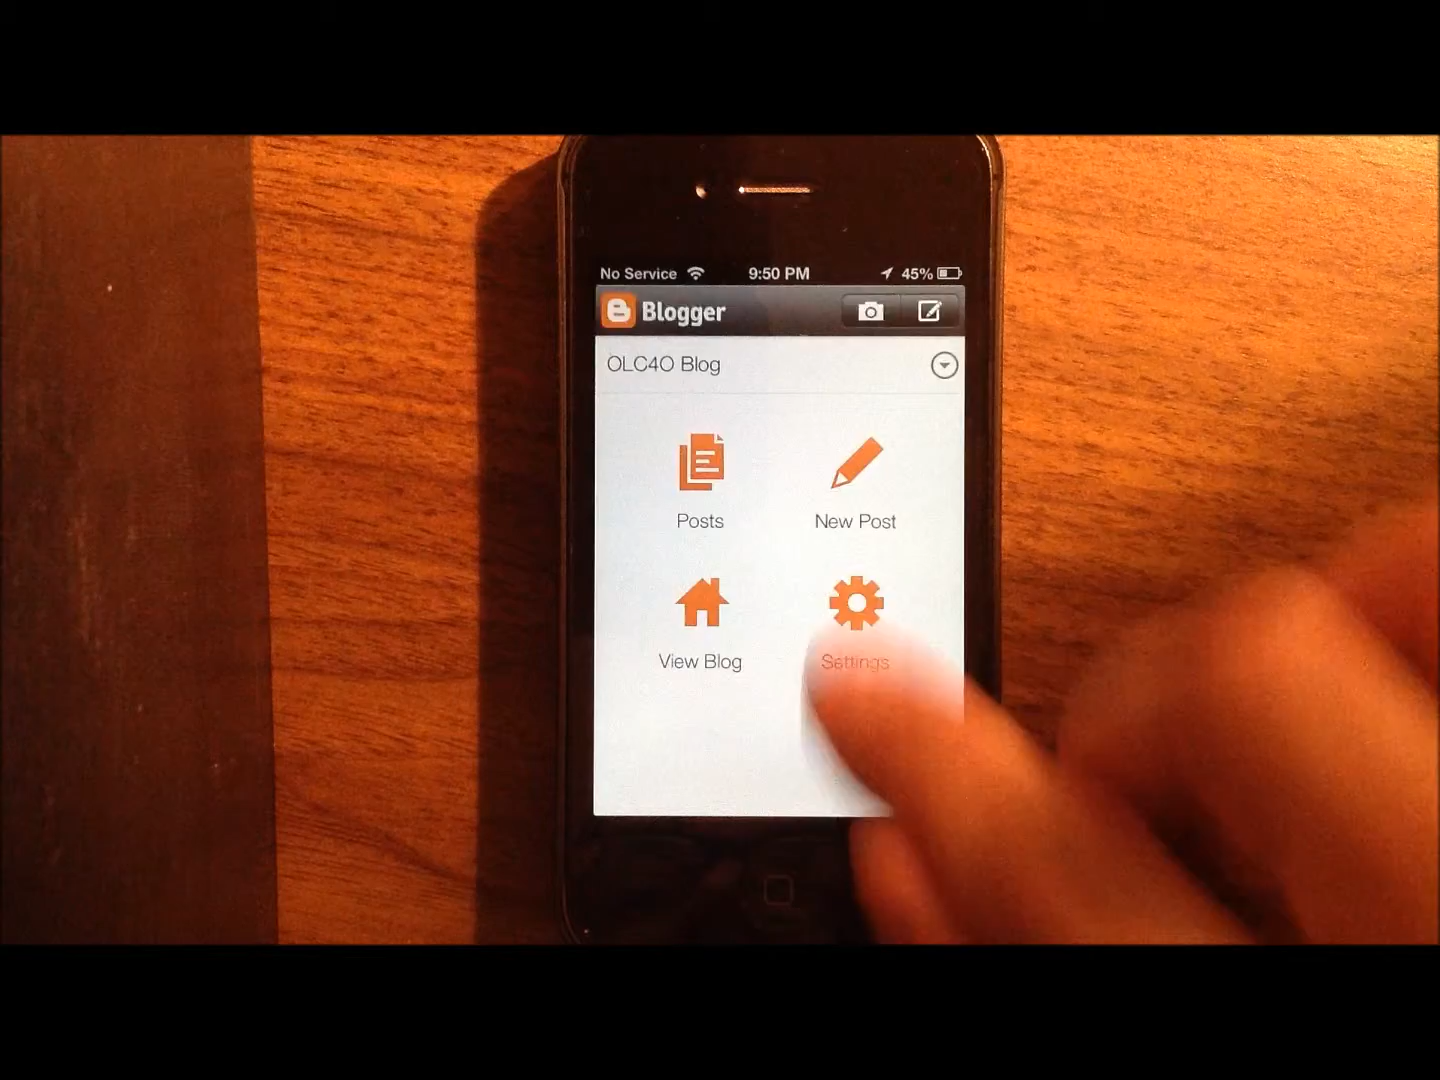 No Service 9:50 PM 45%
Blogger
OLC4O Blog
Posts New Post
View Blog Settings